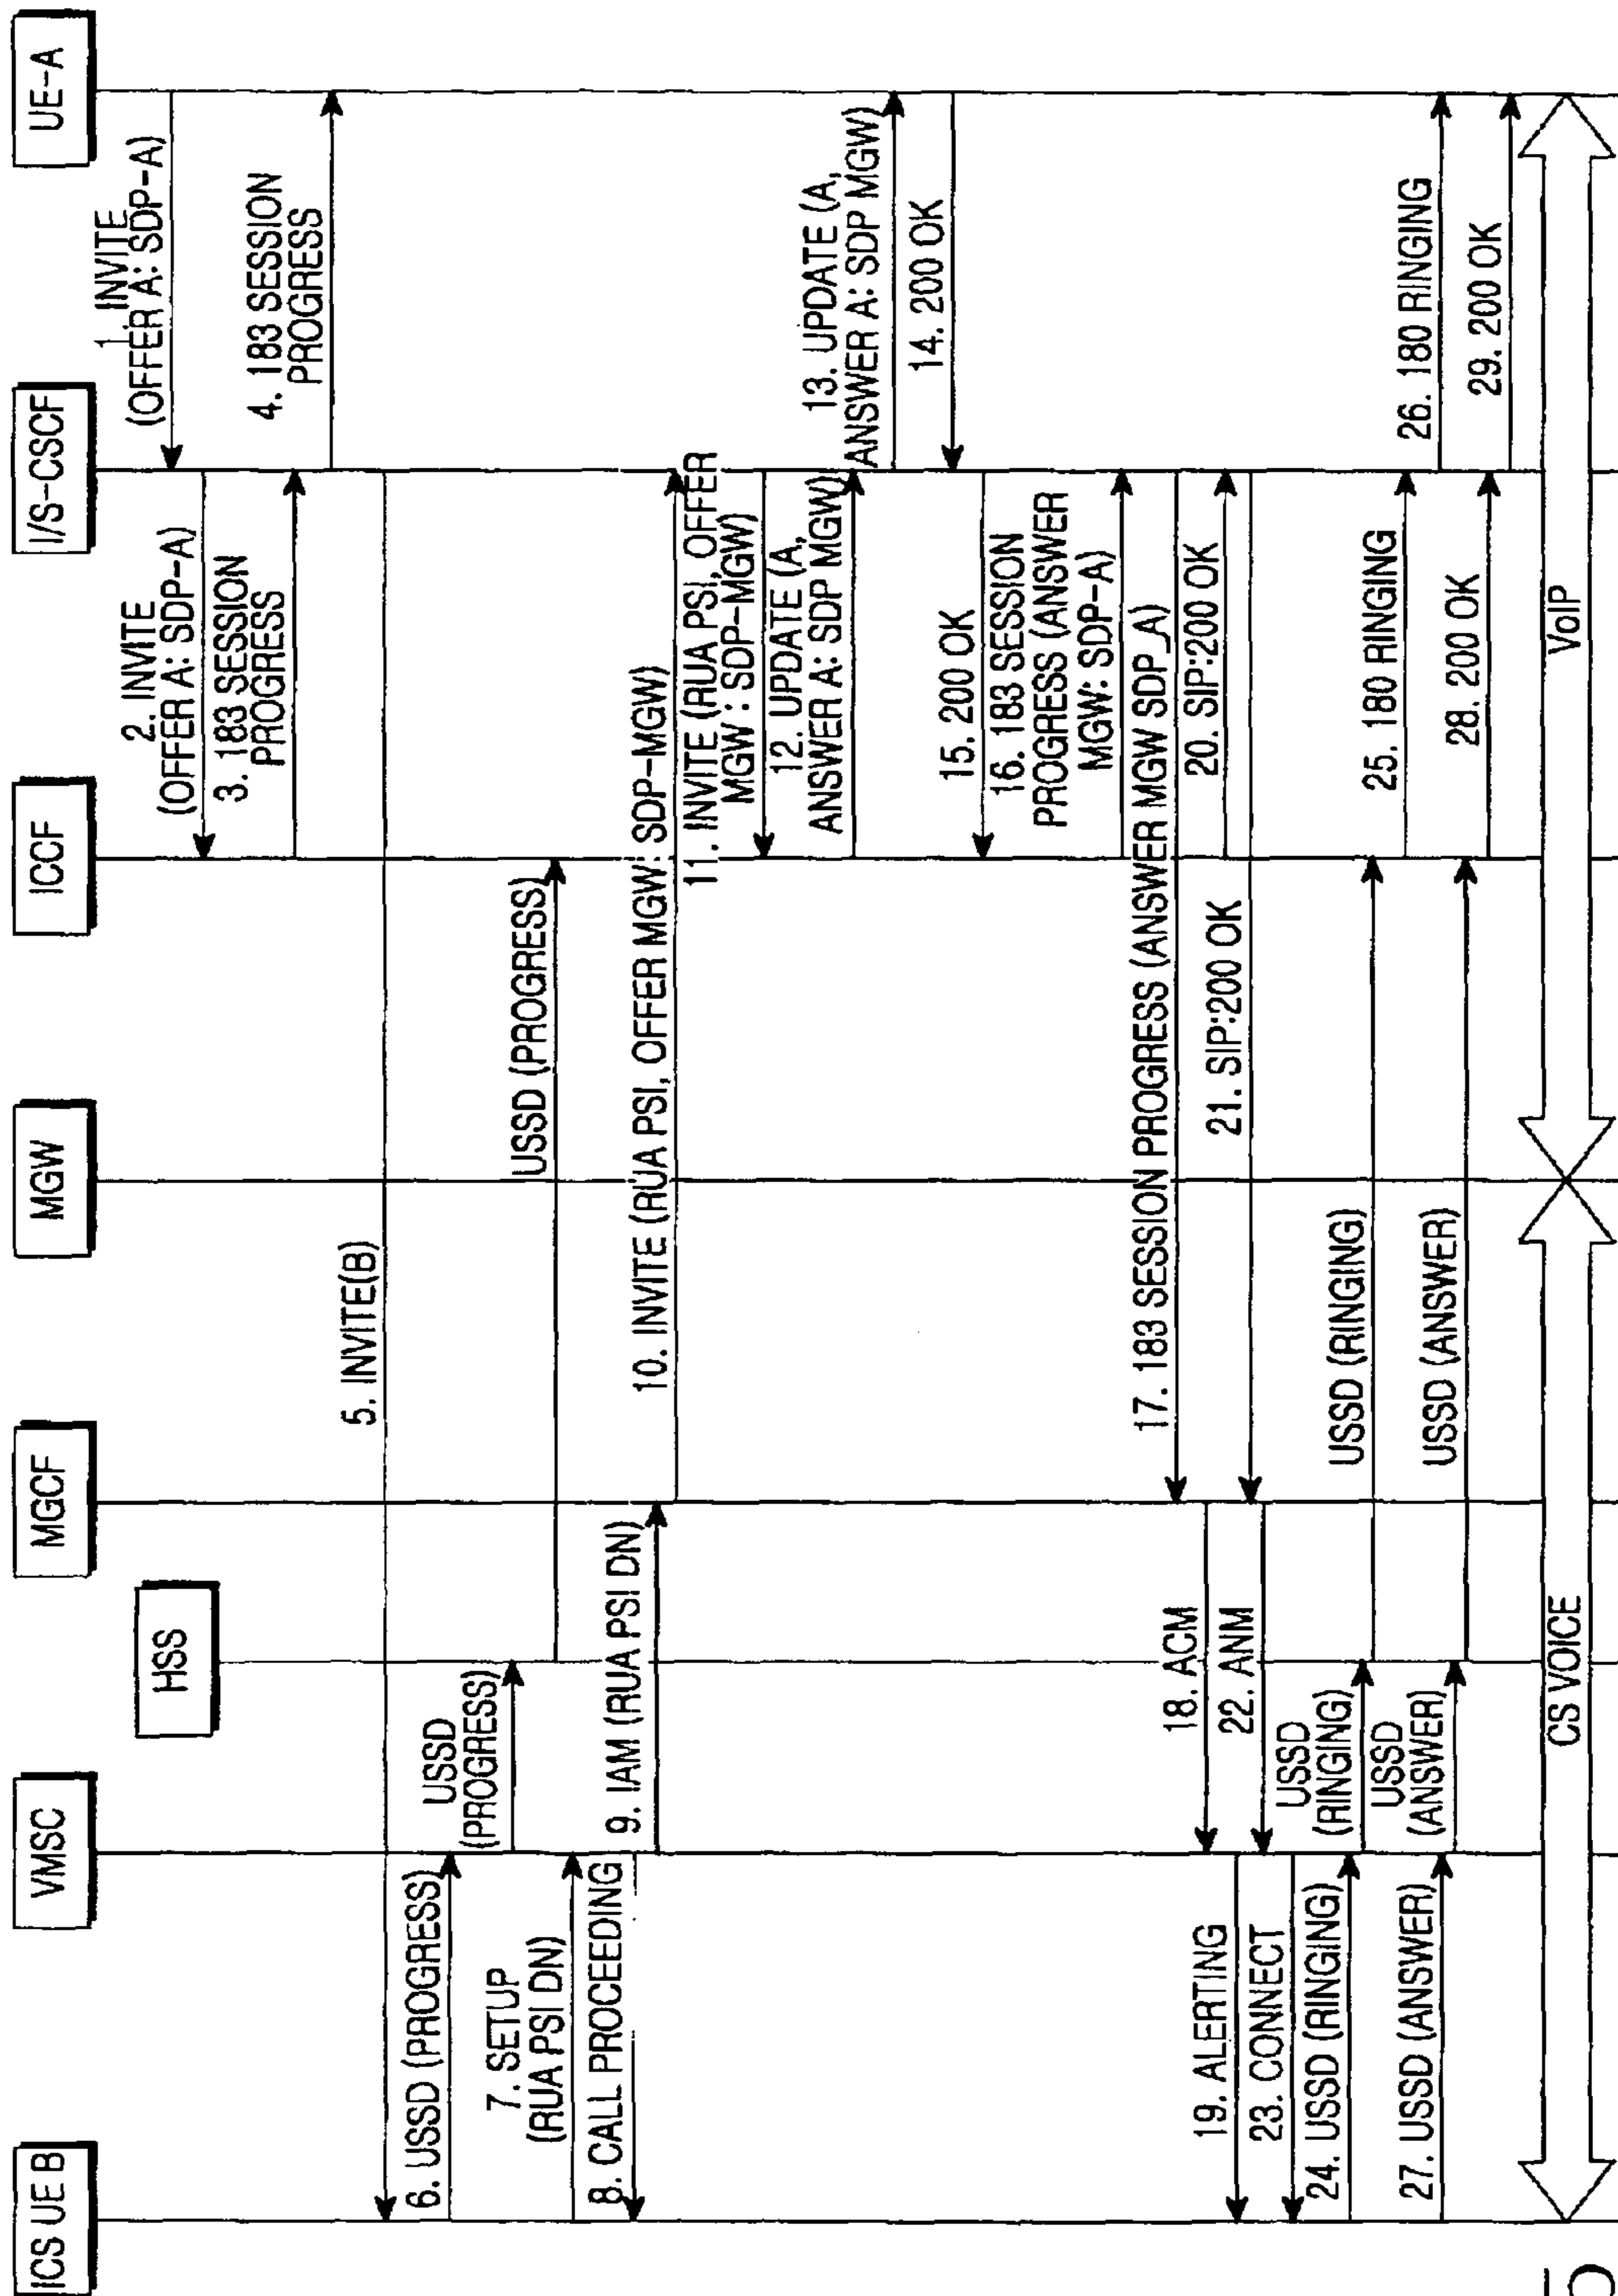 ICS UE B
VMSC
HSS
MGCF
MGW
ICCF
I/S-CSCF
UE-A
1. INVITE
(OFFER A: SDP-A)
2. INVITE
(OFFER A: SDP-A)
3. 183 SESSION
PROGRESS
4. 183 SESSION
PROGRESS
5. INVITE(B)
6. USSD (PROGRESS)
USSD
(PROGRESS)
USSD (PROGRESS)
7. SETUP
(RUA PSI DN)
8. CALL PROCEEDING
9. IAM (RUA PSI DN)
10. INVITE (RUA PSI, OFFER MGW: SDP-MGW)
11. INVITE (RUA PSI, OFFER
MGW: SDP-MGW)
12. UPDATE (A,
ANSWER A: SDP MGW)
13. UPDATE (A,
ANSWER A: SDP MGW)
14. 200 OK
15. 200 OK
16. 183 SESSION
PROGRESS (ANSWER
MGW: SDP-A)
17. 183 SESSION PROGRESS (ANSWER MGW SDP_A)
18. ACM
19. ALERTING
20. SIP:200 OK
21. SIP:200 OK
22. ANM
23. CONNECT
24. USSD (RINGING)
USSD
(RINGING)
USSD (RINGING)
25. 180 RINGING
26. 180 RINGING
27. USSD (ANSWER)
USSD
(ANSWER)
USSD (ANSWER)
28. 200 OK
29. 200 OK
CS VOICE
VoIP